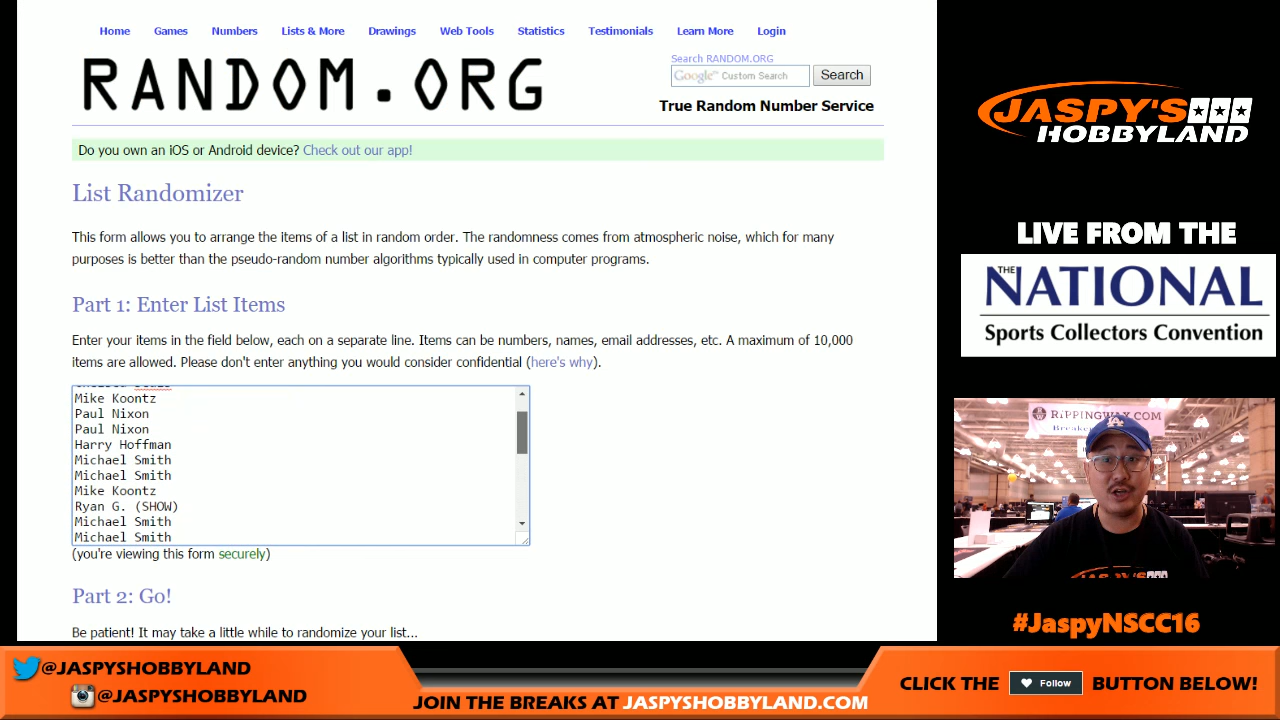 Home Games Numbers Lists & More Drawings Web Tools Statistics Testimonials Learn More Login
RANDOM.ORG
Search RANDOM.ORG
Google™ Custom Search Search
True Random Number Service
Do you own an iOS or Android device? Check out our app!
List Randomizer
This form allows you to arrange the items of a list in random order. The randomness comes from atmospheric noise, which for many
purposes is better than the pseudo-random number algorithms typically used in computer programs.
Part 1: Enter List Items
Enter your items in the field below, each on a separate line. Items can be numbers, names, email addresses, etc. A maximum of 10,000
items are allowed. Please don't enter anything you would consider confidential (here's why).
Mike Koontz
Paul Nixon
Paul Nixon
Harry Hoffman
Michael Smith
Michael Smith
Mike Koontz
Ryan G. (SHOW)
Michael Smith
Michael Smith
(you're viewing this form securely)
Part 2: Go!
Be patient! It may take a little while to randomize your list...
JASPY'S
HOBBYLAND
LIVE FROM THE
THE NATIONAL
Sports Collectors Convention
RIPPINGWAX.COM
JASPY'S
#JaspyNSCC16
@JASPYSHOBBYLAND
@JASPYSHOBBYLAND
JOIN THE BREAKS AT JASPYSHOBBYLAND.COM
CLICK THE Follow BUTTON BELOW!